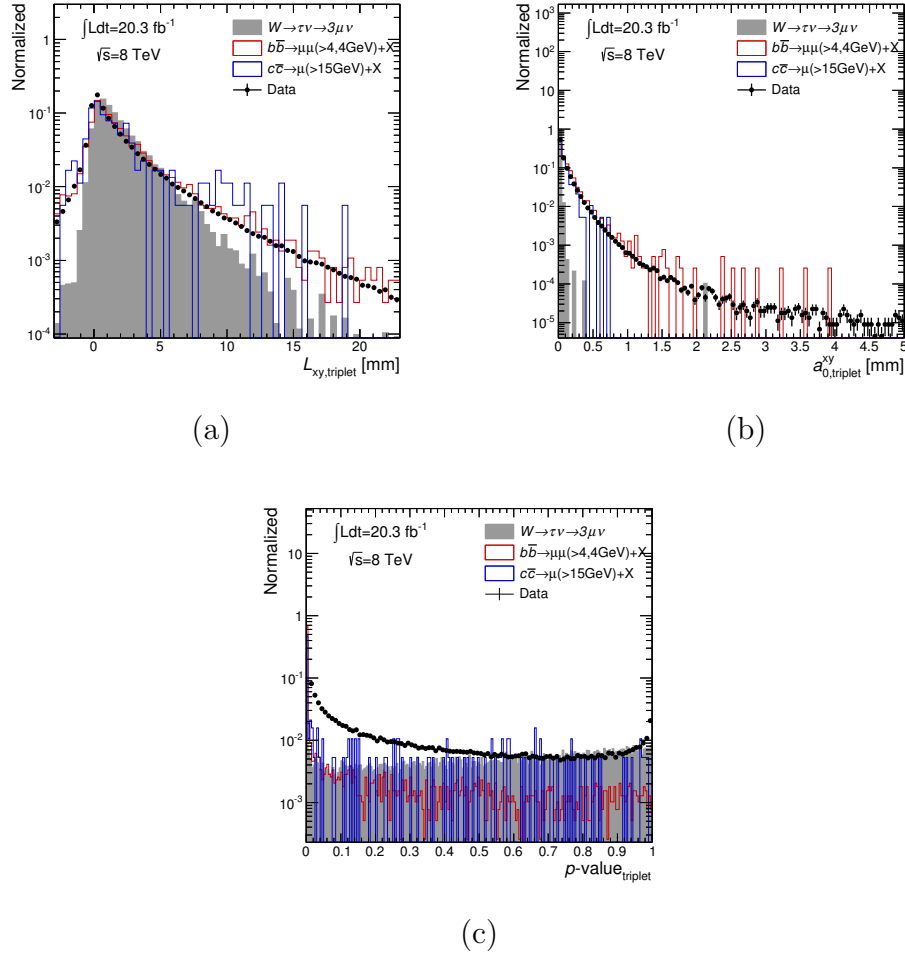 Normalized
∫Ldt=20.3 fb⁻¹
√s=8 TeV
W→τν→3μν
bb̅→μμ(>4,4GeV)+X
cc̅→μ(>15GeV)+X
Data
1
10⁻¹
10⁻²
10⁻³
10⁻⁴
0 5 10 15 20
L_xy,triplet [mm]
(a)
Normalized
∫Ldt=20.3 fb⁻¹
√s=8 TeV
W→τν→3μν
bb̅→μμ(>4,4GeV)+X
cc̅→μ(>15GeV)+X
Data
10³
10²
10
1
10⁻¹
10⁻²
10⁻³
10⁻⁴
10⁻⁵
0 0.5 1 1.5 2 2.5 3 3.5 4 4.5 5
a^xy_0,triplet [mm]
(b)
Normalized
∫Ldt=20.3 fb⁻¹
√s=8 TeV
W→τν→3μν
bb̅→μμ(>4,4GeV)+X
cc̅→μ(>15GeV)+X
Data
10
1
10⁻¹
10⁻²
10⁻³
0 0.1 0.2 0.3 0.4 0.5 0.6 0.7 0.8 0.9 1
p-value_triplet
(c)